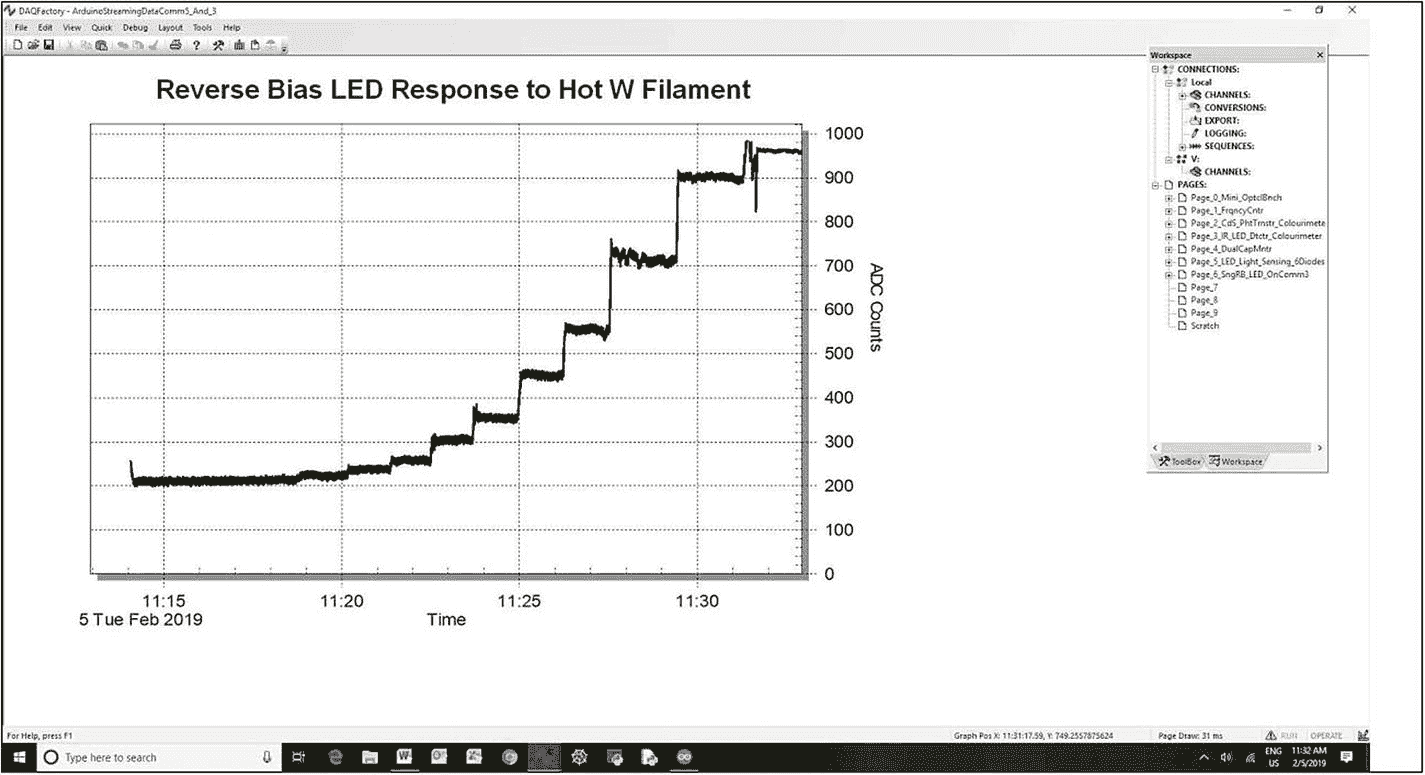 DAQFactory - ArduinoStreamingDataComm5_And_3
File Edit View Quick Debug Layout Tools Help
Reverse Bias LED Response to Hot W Filament
1000
900
800
700
600
500
400
300
200
100
0
ADC Counts
11:15 11:20 11:25 11:30
5 Tue Feb 2019 Time
Workspace
CONNECTIONS:
Local
CHANNELS:
CONVERSIONS:
EXPORT:
LOGGING:
SEQUENCES:
V:
CHANNELS:
PAGES:
Page_0_Mini_OptclBnch
Page_1_FrqncyCntr
Page_2_CdS_PhtTrnstr_Colourimete
Page_3_IR_LED_Dtctr_Colourimeter
Page_4_DualCapMntr
Page_5_LED_Light_Sensing_6Diodes
Page_6_SngRB_LED_OnComm3
Page_7
Page_8
Page_9
Scratch
ToolBox Workspace
For Help, press F1 Graph Pos X: 11:31:17.59, Y: 749.2557875624 Page Draw: 31 ms RUN OPERATE
Type here to search
ENG 11:32 AM
US 2/5/2019